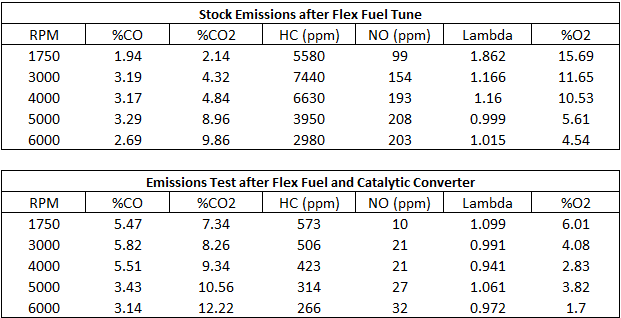 Stock Emissions after Flex Fuel Tune
RPM %CO %CO2 HC (ppm) NO (ppm) Lambda %O2
1750 1.94 2.14 5580 99 1.862 15.69
3000 3.19 4.32 7440 154 1.166 11.65
4000 3.17 4.84 6630 193 1.16 10.53
5000 3.29 8.96 3950 208 0.999 5.61
6000 2.69 9.86 2980 203 1.015 4.54
Emissions Test after Flex Fuel and Catalytic Converter
RPM %CO %CO2 HC (ppm) NO (ppm) Lambda %O2
1750 5.47 7.34 573 10 1.099 6.01
3000 5.82 8.26 506 21 0.991 4.08
4000 5.51 9.34 423 21 0.941 2.83
5000 3.43 10.56 314 27 1.061 3.82
6000 3.14 12.22 266 32 0.972 1.7